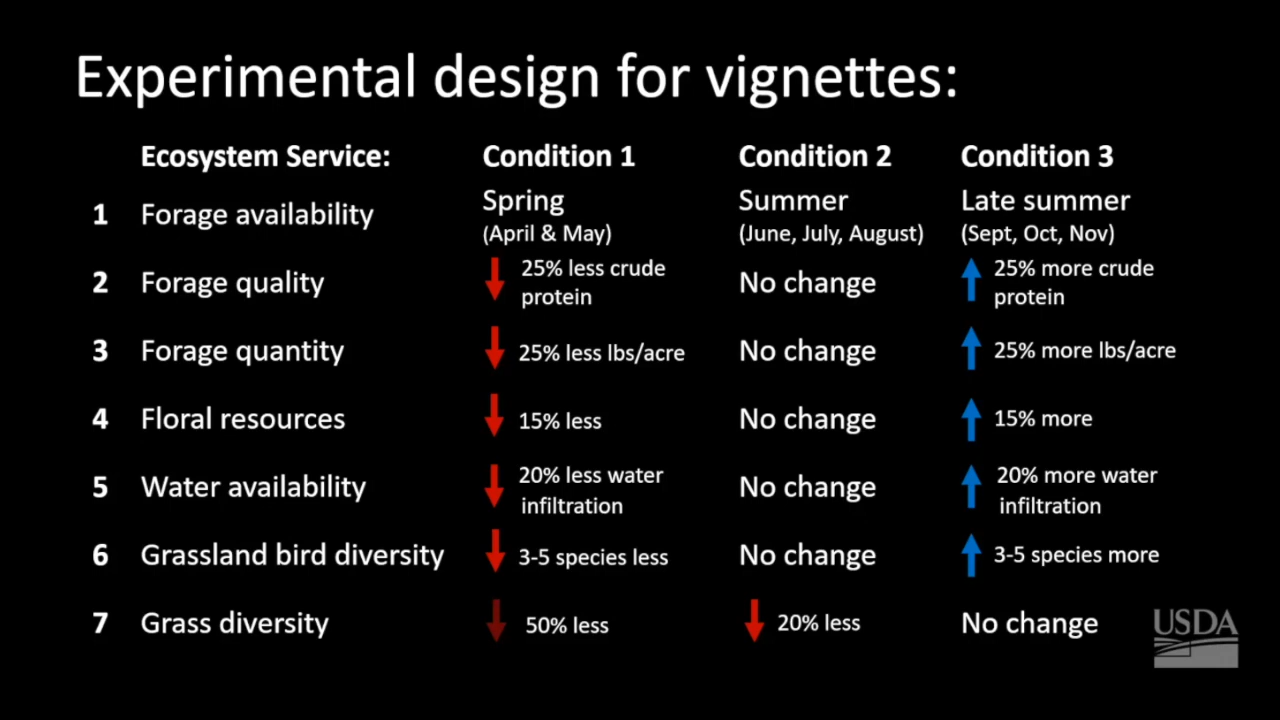 Experimental design for vignettes:
Ecosystem Service: Condition 1 Condition 2 Condition 3
1 Forage availability Spring (April & May) Summer (June, July, August) Late summer (Sept, Oct, Nov)
2 Forage quality 25% less crude protein No change 25% more crude protein
3 Forage quantity 25% less lbs/acre No change 25% more lbs/acre
4 Floral resources 15% less No change 15% more
5 Water availability 20% less water infiltration No change 20% more water infiltration
6 Grassland bird diversity 3-5 species less No change 3-5 species more
7 Grass diversity 50% less 20% less No change
USDA